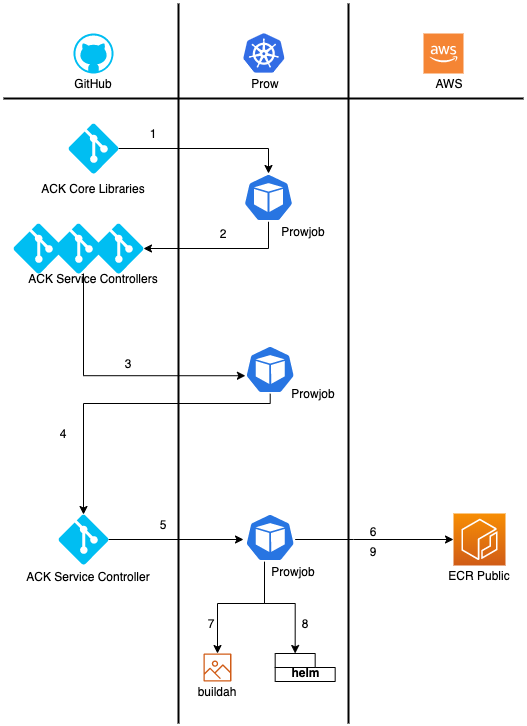 aws
GitHub
Prow
AWS
1
ACK Core Libraries
2
Prowjob
ACK Service Controllers
3
Prowjob
4
5
6
9
ACK Service Controller
Prowjob
ECR Public
7
8
helm
buildah